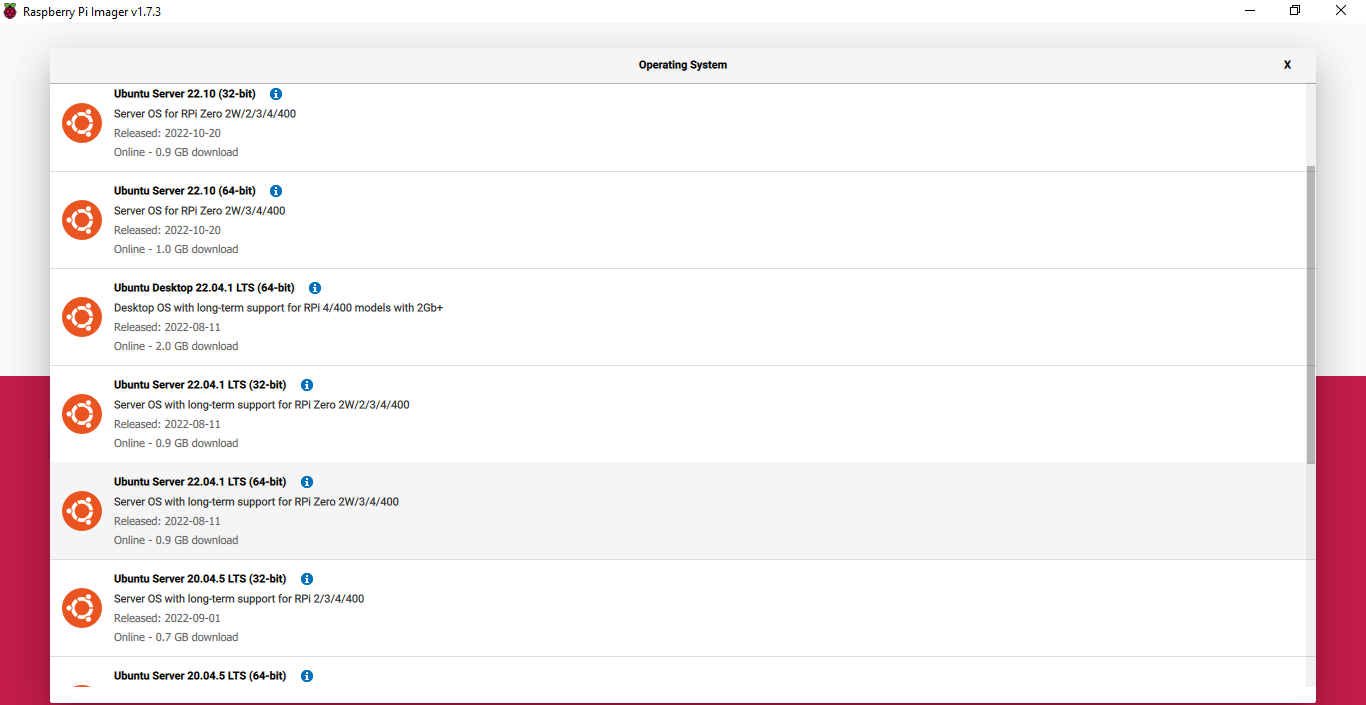 Raspberry Pi Imager v1.7.3
Operating System
X
Ubuntu Server 22.10 (32-bit)
Server OS for RPi Zero 2W/2/3/4/400
Released: 2022-10-20
Online - 0.9 GB download
Ubuntu Server 22.10 (64-bit)
Server OS for RPi Zero 2W/3/4/400
Released: 2022-10-20
Online - 1.0 GB download
Ubuntu Desktop 22.04.1 LTS (64-bit)
Desktop OS with long-term support for RPi 4/400 models with 2Gb+
Released: 2022-08-11
Online - 2.0 GB download
Ubuntu Server 22.04.1 LTS (32-bit)
Server OS with long-term support for RPi Zero 2W/2/3/4/400
Released: 2022-08-11
Online - 0.9 GB download
Ubuntu Server 22.04.1 LTS (64-bit)
Server OS with long-term support for RPi Zero 2W/3/4/400
Released: 2022-08-11
Online - 0.9 GB download
Ubuntu Server 20.04.5 LTS (32-bit)
Server OS with long-term support for RPi 2/3/4/400
Released: 2022-09-01
Online - 0.7 GB download
Ubuntu Server 20.04.5 LTS (64-bit)